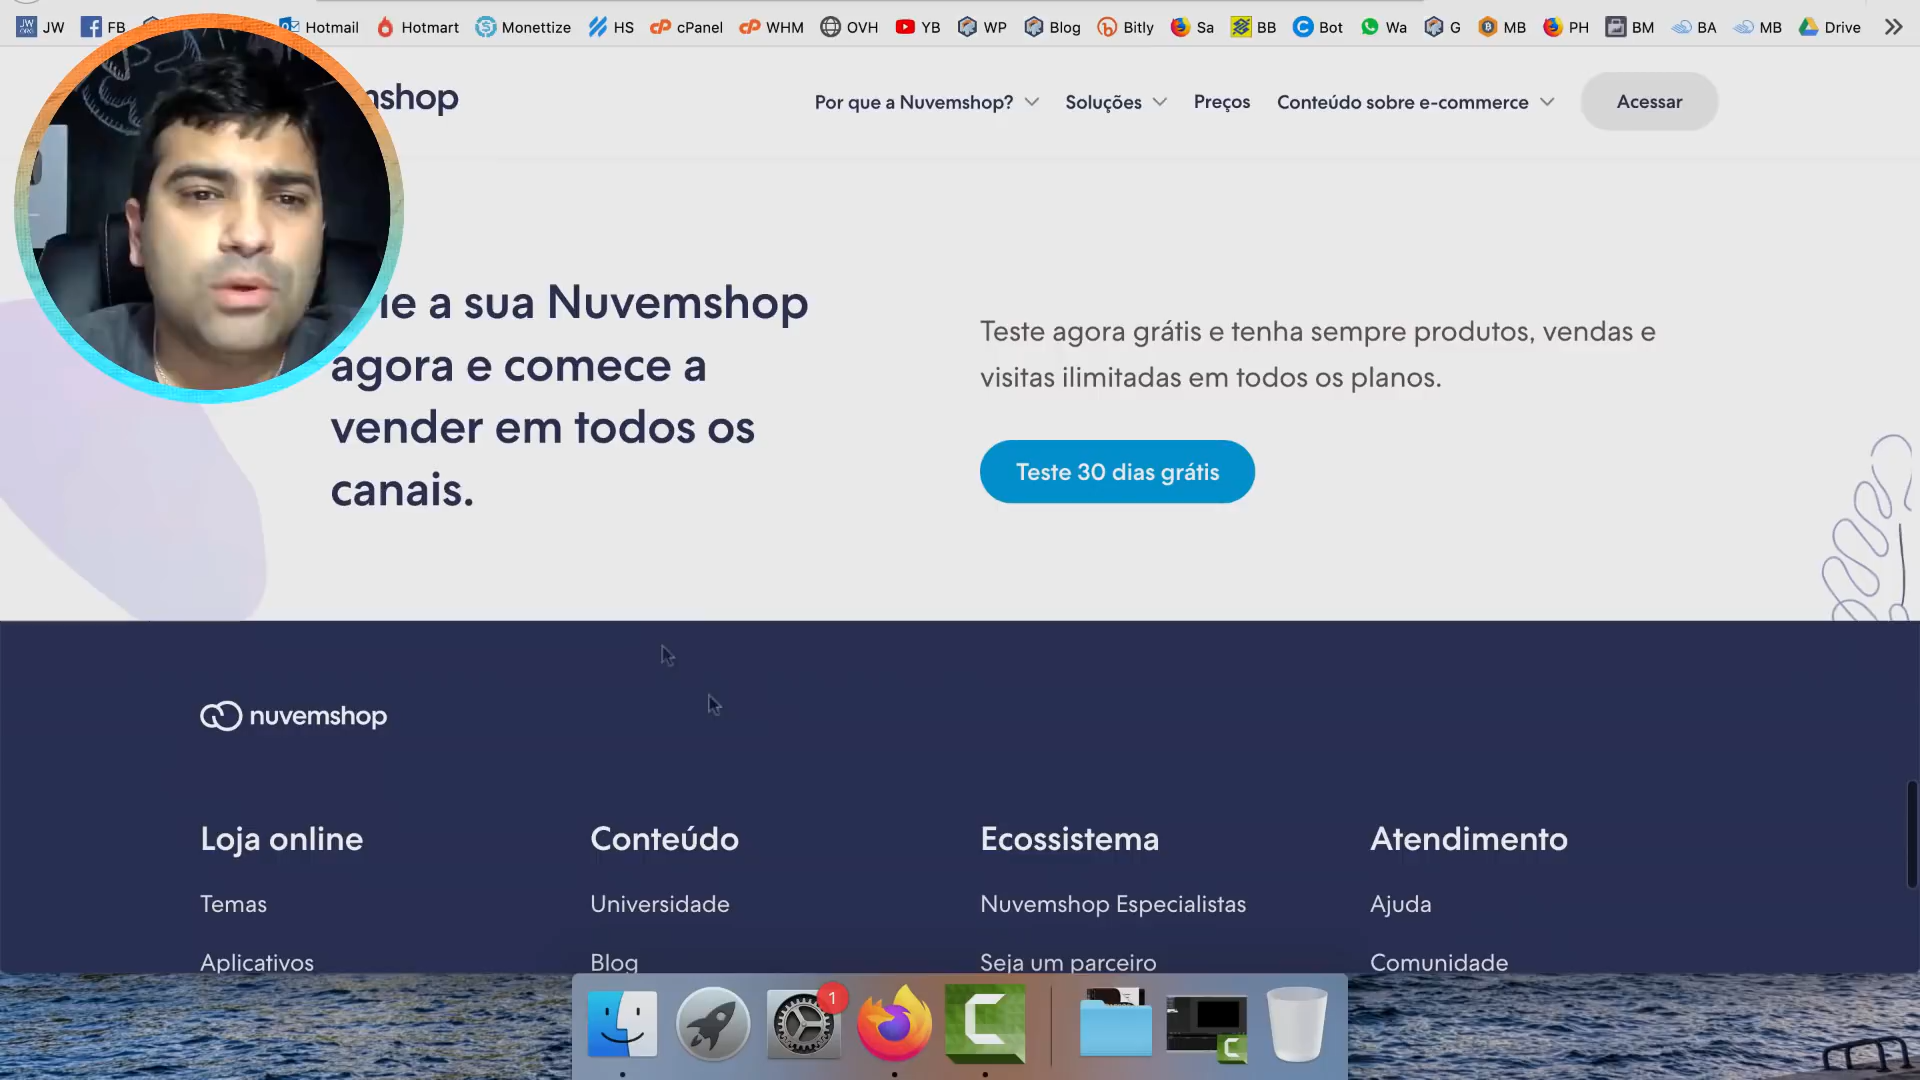 JW
FB
Hotmail
Hotmart
Monettize
HS
cPanel
WHM
OVH
YB
WP
Blog
Bitly
Sa
BB
Bot
Wa
G
MB
PH
BM
BA
MB
Drive
Por que a Nuvemshop?
Soluções
Preços
Conteúdo sobre e-commerce
Acessar
a sua Nuvemshop
agora e comece a
vender em todos os
canais.
Teste agora grátis e tenha sempre produtos, vendas e
visitas ilimitadas em todos os planos.
Teste 30 dias grátis
nuvemshop
Loja online
Temas
Aplicativos
Conteúdo
Universidade
Blog
Ecossistema
Nuvemshop Especialistas
Seja um parceiro
Atendimento
Ajuda
Comunidade
1